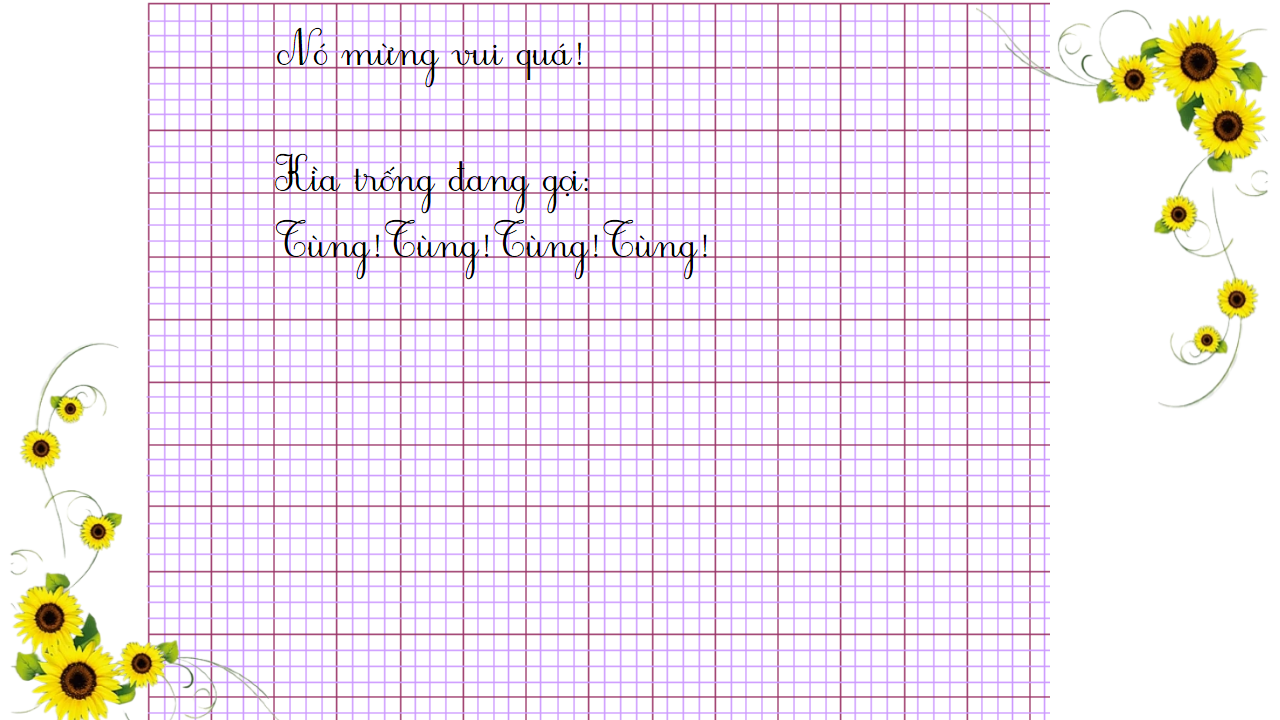 Nó mừng vui quá!
Kìa trống đang gọi:
Tùng!Tùng!Tùng!Tùng!